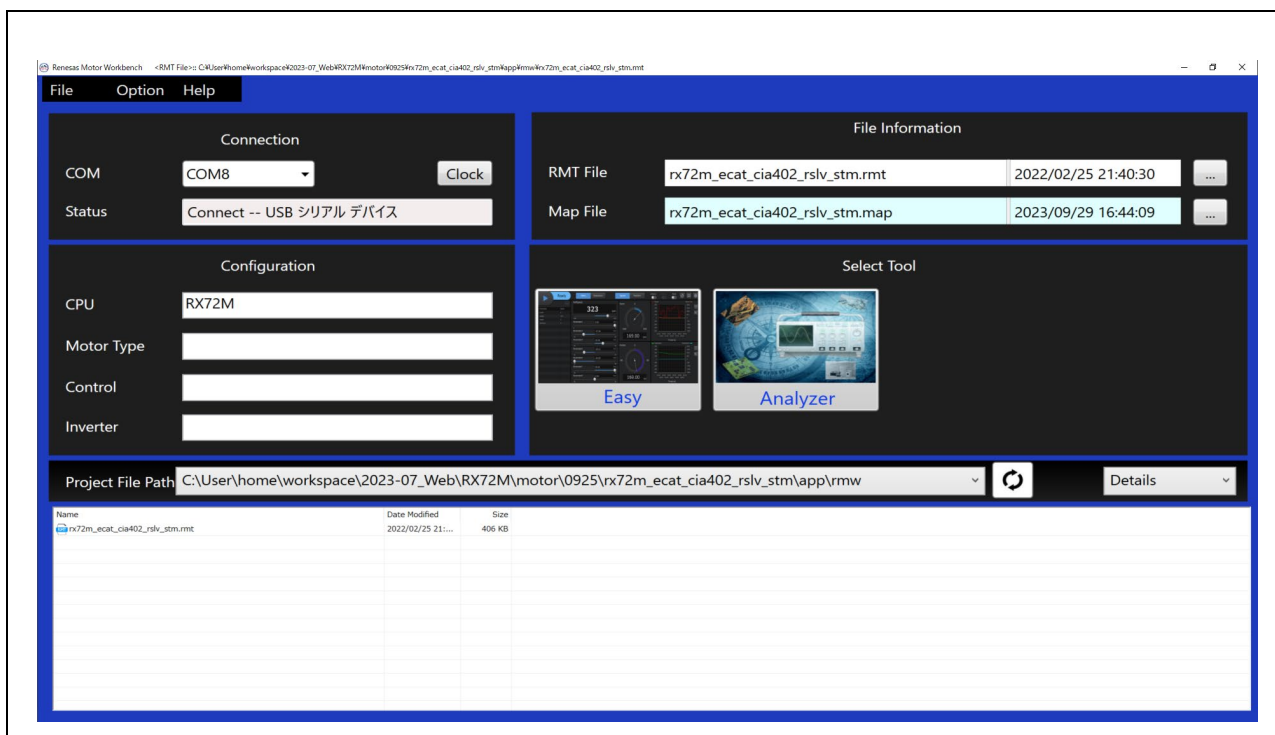 Renesas Motor Workbench <RMT File>:: C:¥User¥home¥workspace¥2023-07_Web¥RX72M¥motor¥0925¥rx72m_ecat_cia402_rslv_stm¥app¥rmw¥rx72m_ecat_cia402_rslv_stm.rmt
File Option Help
Connection
COM COM8 Clock
Status Connect -- USB シリアル デバイス
File Information
RMT File rx72m_ecat_cia402_rslv_stm.rmt 2022/02/25 21:40:30 ...
Map File rx72m_ecat_cia402_rslv_stm.map 2023/09/29 16:44:09 ...
Configuration
CPU RX72M
Motor Type
Control
Inverter
Select Tool
323
Easy
Analyzer
Project File Path C:\User\home\workspace\2023-07_Web\RX72M\motor\0925\rx72m_ecat_cia402_rslv_stm\app\rmw Details
Name Date Modified Size
rx72m_ecat_cia402_rslv_stm.rmt 2022/02/25 21:... 406 KB